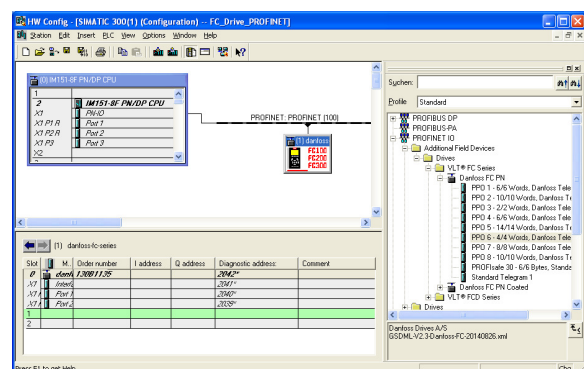 HW Config - [SIMATIC 300(1) (Configuration) -- FC_Drive_PROFINET]
Station Edit Insert PLC View Options Window Help
(0) IM151-8F PN/DP CPU
1
2 IM151-8F PN/DP CPU
X1 PN-IO
X1 P1 R Port 1
X1 P2 R Port 2
X1 P3 Port 3
X2
PROFINET: PROFINET (100)
(1) danfoss
FC100
FC200
FC300
Suchen:
Profile Standard
PROFIBUS DP
PROFIBUS-PA
PROFINET IO
Additional Field Devices
Drives
VLT® FC Series
Danfoss FC PN
PPO 1 - 6/6 Words, Danfoss Tele
PPO 2 - 10/10 Words, Danfoss Te
PPO 3 - 2/2 Words, Danfoss Tele
PPO 4 - 6/6 Words, Danfoss Tele
PPO 5 - 14/14 Words, Danfoss Te
PPO 6 - 4/4 Words, Danfoss Tele
PPO 7 - 8/8 Words, Danfoss Tele
PPO 8 - 10/10 Words, Danfoss Te
PROFIsafe 30 - 6/6 Bytes, Standa
Standard Telegram 1
Danfoss FC PN Coated
VLT® FCD Series
Drives
(1) danfoss-fc-series
Slot M.. Order number I address Q address Diagnostic address: Comment
0 danf 130B1135 2042*
X1 Interfa 2041*
X1 Port 1 2040*
X1 Port 2 2039*
1
2
Danfoss Drives A/S
GSDML-V2.3-Danfoss-FC-20140826.xml
Press F1 to get Help.
Chg